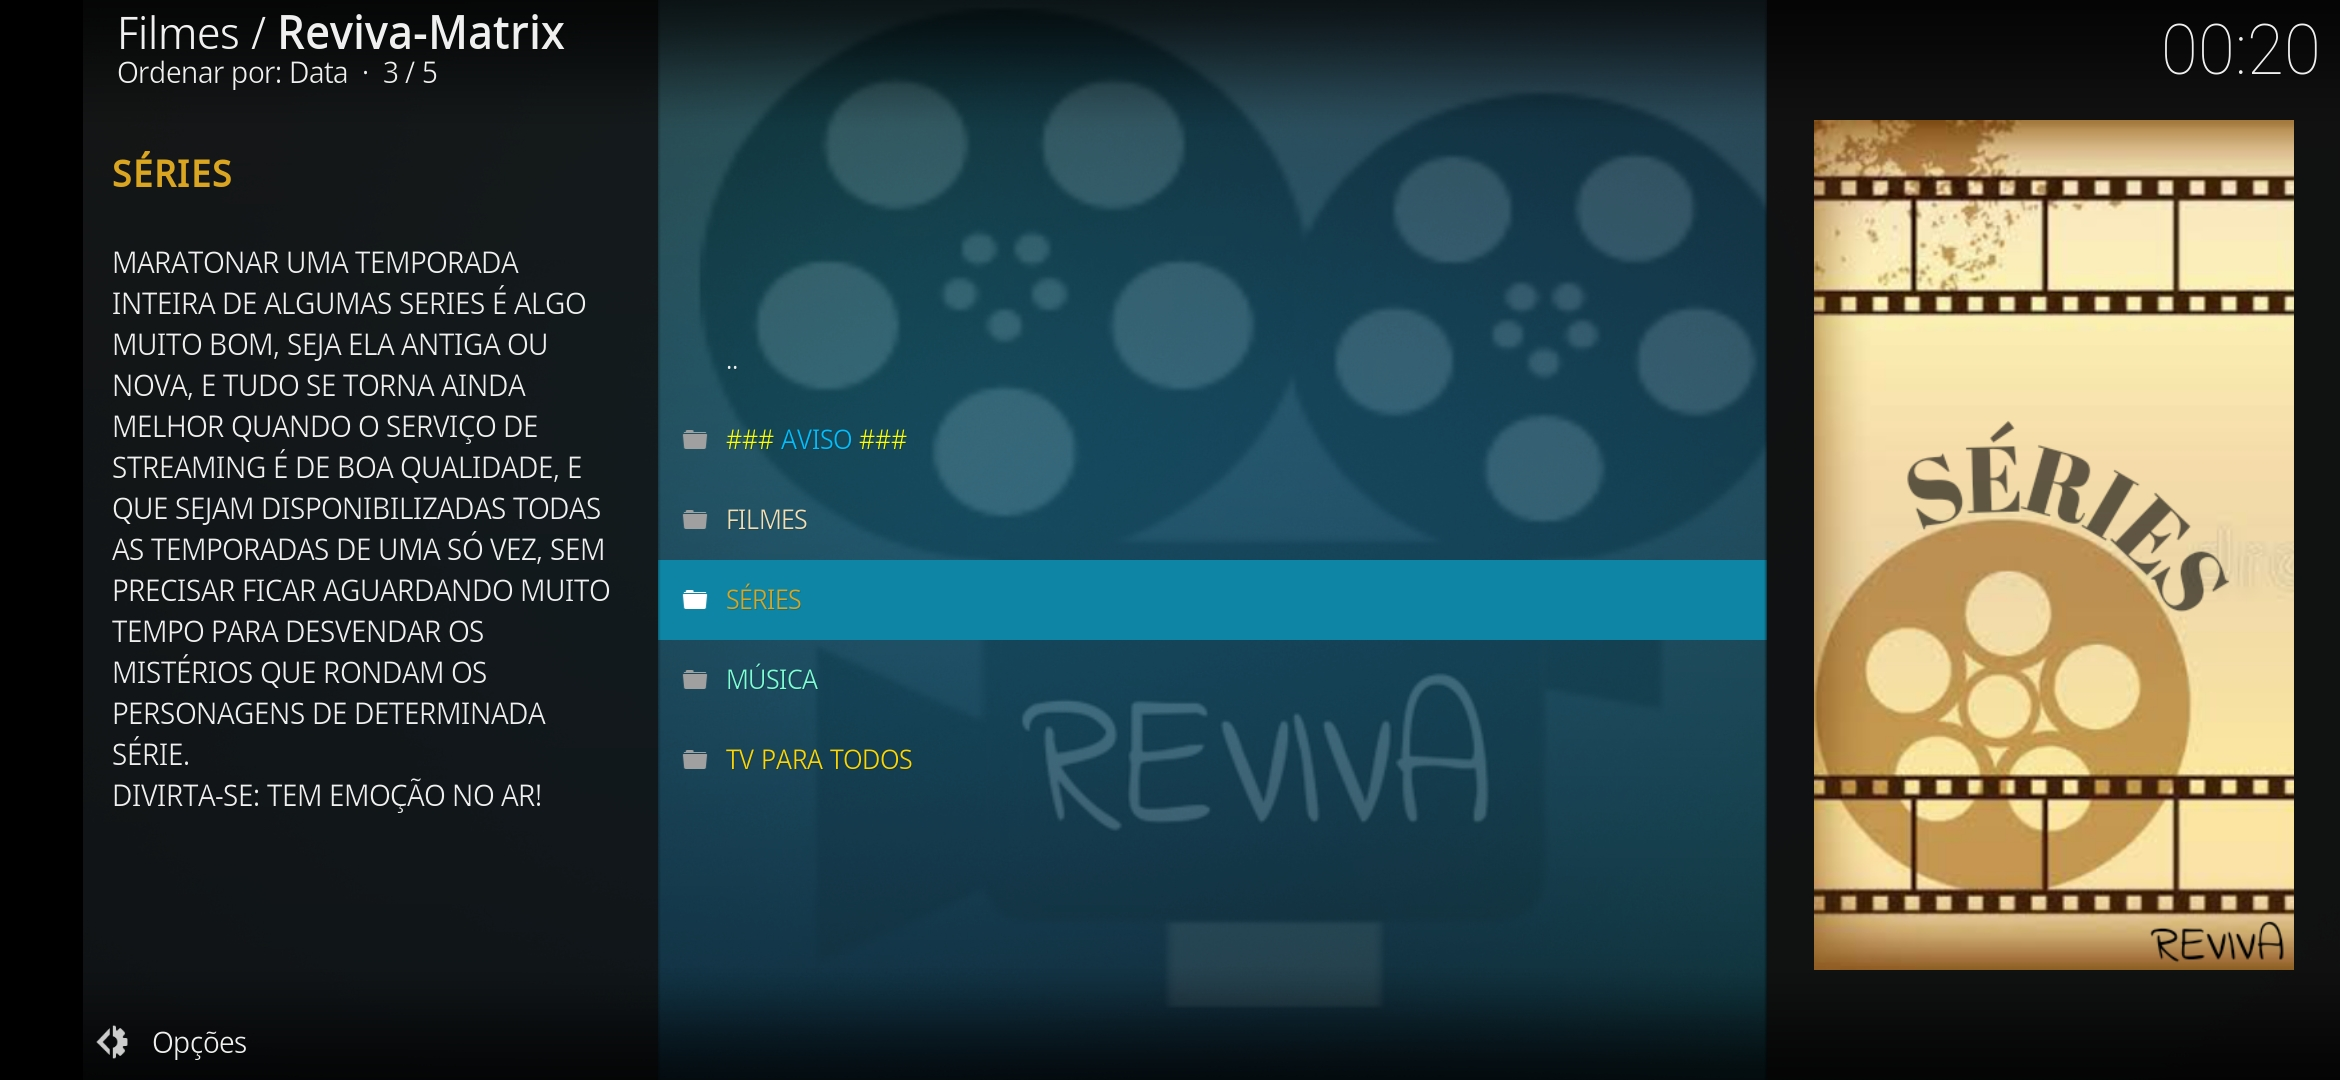 Filmes / Reviva-Matrix
Ordenar por: Data · 3 / 5
00:20
SÉRIES
MARATONAR UMA TEMPORADA
INTEIRA DE ALGUMAS SERIES É ALGO
MUITO BOM, SEJA ELA ANTIGA OU
NOVA, E TUDO SE TORNA AINDA
MELHOR QUANDO O SERVIÇO DE
STREAMING É DE BOA QUALIDADE, E
QUE SEJAM DISPONIBILIZADAS TODAS
AS TEMPORADAS DE UMA SÓ VEZ, SEM
PRECISAR FICAR AGUARDANDO MUITO
TEMPO PARA DESVENDAR OS
MISTÉRIOS QUE RONDAM OS
PERSONAGENS DE DETERMINADA
SÉRIE.
DIVIRTA-SE: TEM EMOÇÃO NO AR!
Opções
..
### AVISO ###
FILMES
SÉRIES
MÚSICA
TV PARA TODOS
REVIVA
SÉRIES
REVIVA